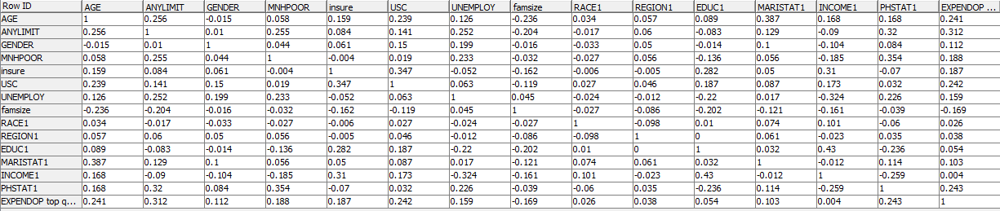 Row ID AGE ANYLIMIT GENDER MNHPOOR insure USC UNEMPLOY famsize RACE1 REGION1 EDUC1 MARISTAT1 INCOME1 PHSTAT1 EXPENDOP ...
AGE 1 0.256 -0.015 0.058 0.159 0.239 0.126 -0.236 0.034 0.057 0.089 0.387 0.168 0.168 0.241
ANYLIMIT 0.256 1 0.01 0.255 0.084 0.141 0.252 -0.204 -0.017 0.06 -0.083 0.129 -0.09 0.32 0.312
GENDER -0.015 0.01 1 0.044 0.061 0.15 0.199 -0.016 -0.033 0.05 -0.014 0.1 -0.104 0.084 0.112
MNHPOOR 0.058 0.255 0.044 1 -0.004 0.019 0.233 -0.032 -0.027 0.056 -0.136 0.056 -0.185 0.354 0.188
insure 0.159 0.084 0.061 -0.004 1 0.347 -0.052 -0.162 -0.006 -0.005 0.282 0.05 0.31 -0.07 0.187
USC 0.239 0.141 0.15 0.019 0.347 1 0.063 -0.119 0.027 0.046 0.187 0.087 0.173 0.032 0.242
UNEMPLOY 0.126 0.252 0.199 0.233 -0.052 0.063 1 0.045 -0.024 -0.012 -0.22 0.017 -0.324 0.226 0.159
famsize -0.236 -0.204 -0.016 -0.032 -0.162 -0.119 0.045 1 -0.027 -0.086 -0.202 -0.121 -0.161 -0.039 -0.169
RACE1 0.034 -0.017 -0.033 -0.027 -0.006 0.027 -0.024 -0.027 1 -0.098 0.01 0.074 0.101 -0.06 0.026
REGION1 0.057 0.06 0.05 0.056 -0.005 0.046 -0.012 -0.086 -0.098 1 0 0.061 -0.023 0.035 0.038
EDUC1 0.089 -0.083 -0.014 -0.136 0.282 0.187 -0.22 -0.202 0.01 0 1 0.032 0.43 -0.236 0.054
MARISTAT1 0.387 0.129 0.1 0.056 0.05 0.087 0.017 -0.121 0.074 0.061 0.032 1 -0.012 0.114 0.103
INCOME1 0.168 -0.09 -0.104 -0.185 0.31 0.173 -0.324 -0.161 0.101 -0.023 0.43 -0.012 1 -0.259 0.004
PHSTAT1 0.168 0.32 0.084 0.354 -0.07 0.032 0.226 -0.039 -0.06 0.035 -0.236 0.114 -0.259 1 0.243
EXPENDOP top q... 0.241 0.312 0.112 0.188 0.187 0.242 0.159 -0.169 0.026 0.038 0.054 0.103 0.004 0.243 1